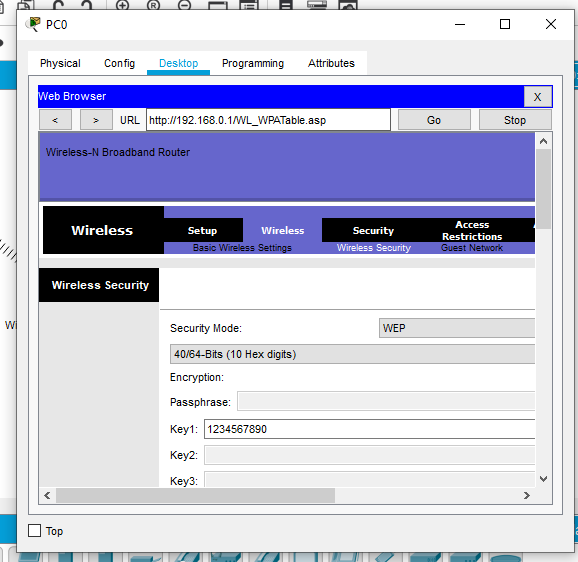 PC0
Physical Config Desktop Programming Attributes
Web Browser X
< > URL http://192.168.0.1/WL_WPATable.asp Go Stop
Wireless-N Broadband Router
Wireless Setup Wireless Security Access Restrictions
Basic Wireless Settings Wireless Security Guest Network
Wireless Security
Security Mode: WEP
40/64-Bits (10 Hex digits)
Encryption:
Passphrase:
Key1: 1234567890
Key2:
Key3:
Top